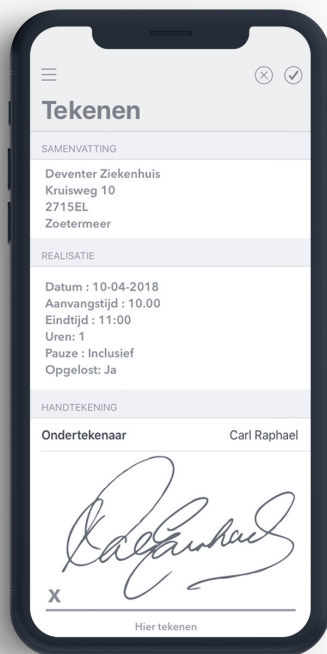 Tekenen
SAMENVATTING
Deventer Ziekenhuis
Kruisweg 10
2715EL
Zoetermeer
REALISATIE
Datum : 10-04-2018
Aanvangstijd : 10.00
Eindtijd : 11:00
Uren: 1
Pauze : Inclusief
Opgelost: Ja
HANDTEKENING
Ondertekenaar Carl Raphael
X
Hier tekenen